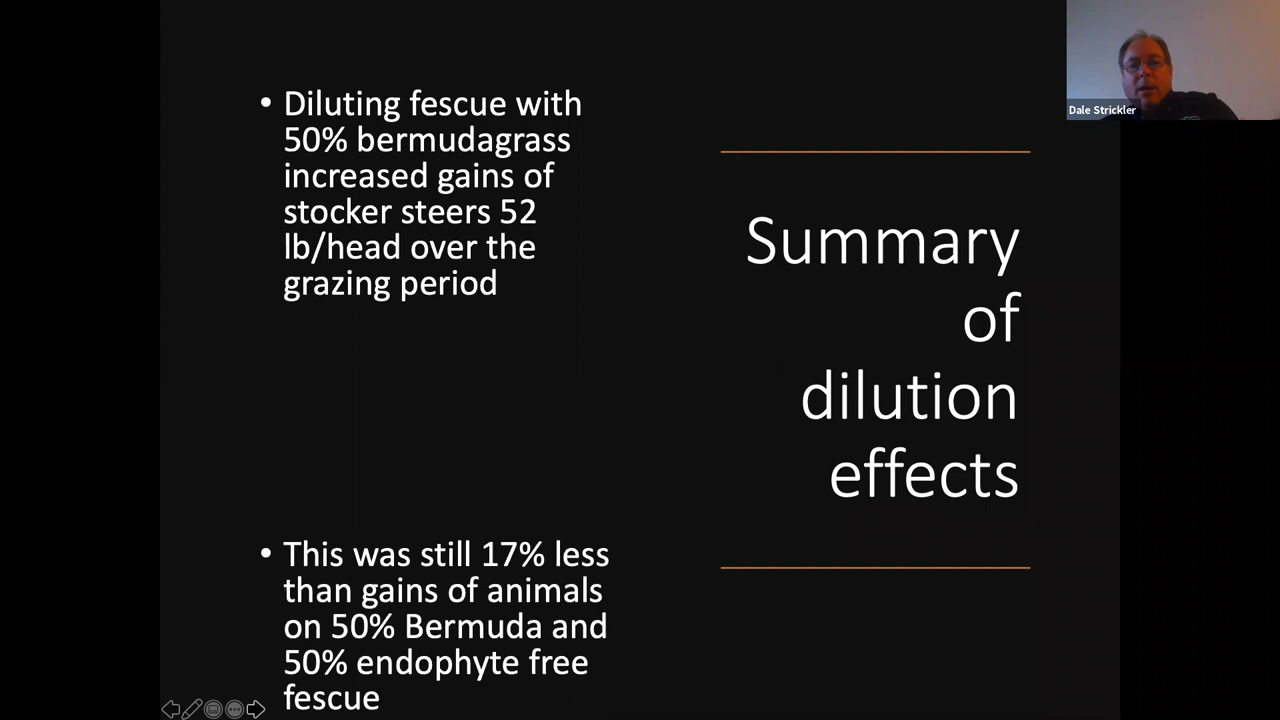 • Diluting fescue with
50% bermudagrass
increased gains of
stocker steers 52
lb/head over the
grazing period
• This was still 17% less
than gains of animals
on 50% Bermuda and
50% endophyte free
fescue
Summary
of
dilution
effects
Dale Strickler